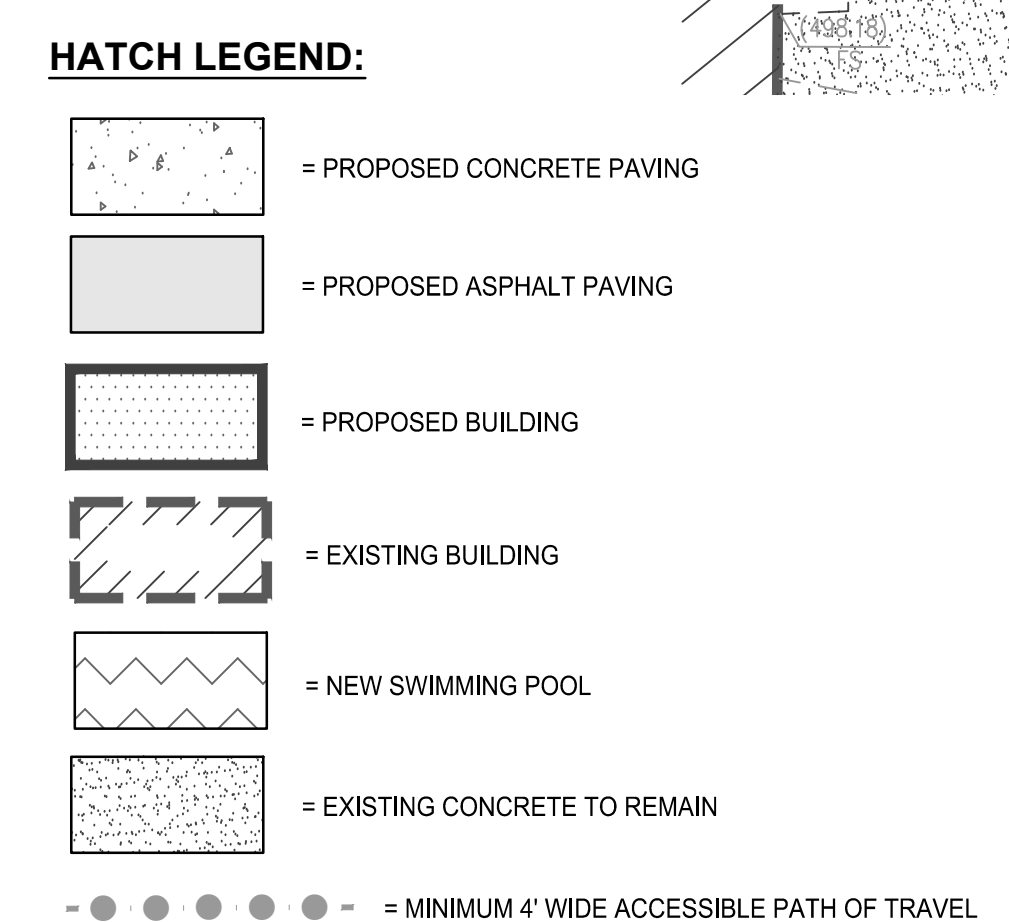 (498.18)
FS
HATCH LEGEND:
= PROPOSED CONCRETE PAVING
= PROPOSED ASPHALT PAVING
= PROPOSED BUILDING
= EXISTING BUILDING
= NEW SWIMMING POOL
= EXISTING CONCRETE TO REMAIN
= MINIMUM 4' WIDE ACCESSIBLE PATH OF TRAVEL